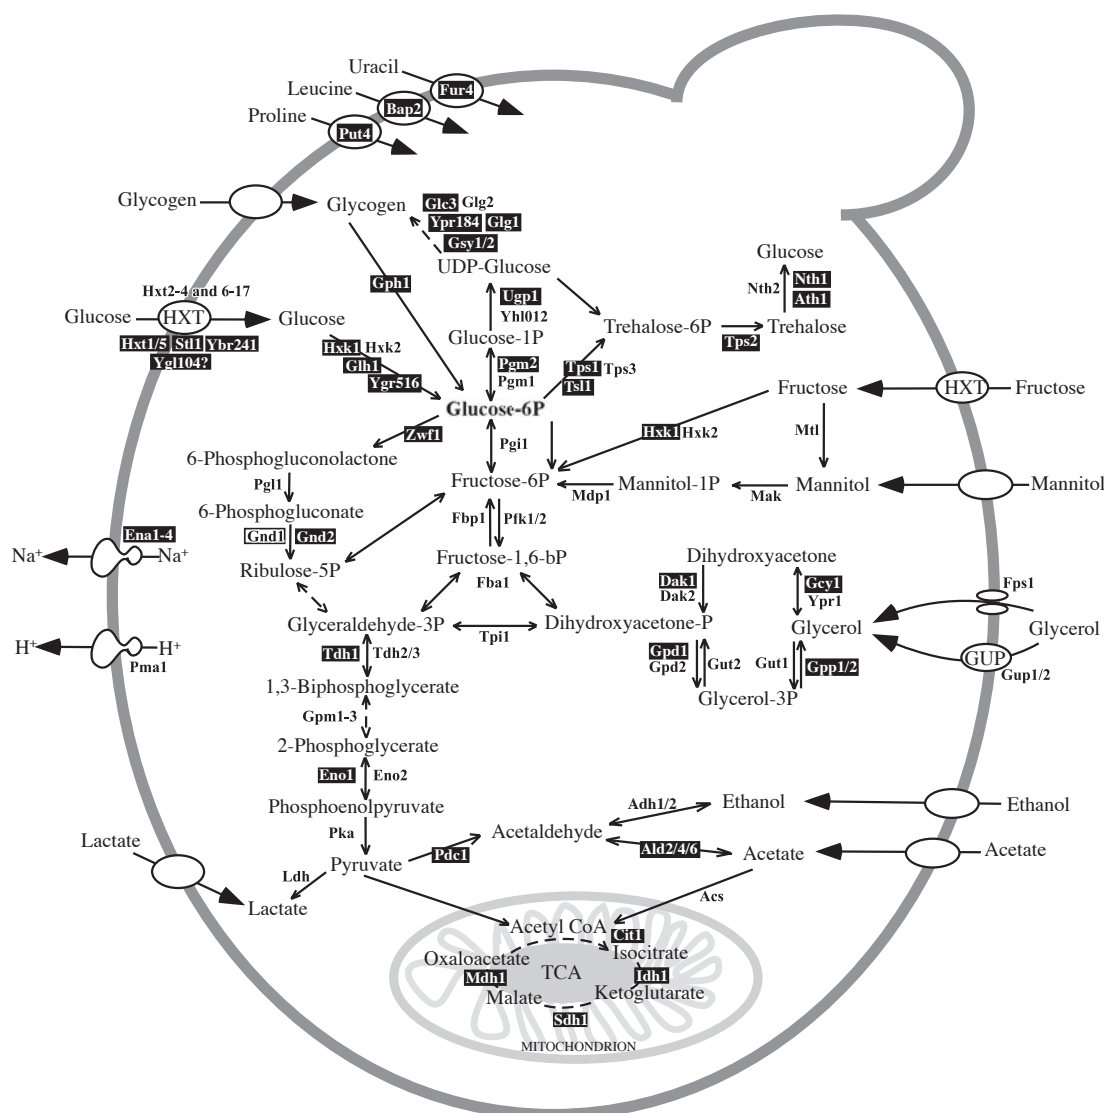 Uracil
Fur4
Leucine
Bap2
Proline
Put4
Glycogen
Glycogen
Glc3 Glg2
Ypr184 Glg1
Gsy1/2
UDP-Glucose
Glucose
Nth2
Nth1
Ath1
Gph1
Ugp1
Yhl012
Hxt2-4 and 6-17
Glucose
HXT
Glucose
Hxt1/5 Stl1 Ybr241
Ygl104?
Glucose-1P
Trehalose-6P
Tps2
Trehalose
Hxk1 Hxk2
Glh1
Ygr516
Pgm2
Pgm1
Tps1 Tps3
Tsl1
Fructose
HXT
Fructose
Glucose-6P
Zwf1
Pgi1
Hxk1 Hxk2
Mtl
6-Phosphogluconolactone
Pgl1
Fructose-6P
Mdp1
Mannitol-1P
Mak
Mannitol
Mannitol
6-Phosphogluconate
Gnd1 Gnd2
Fbp1
Pfk1/2
Ena1-4
Na+
Na+
Ribulose-5P
Fructose-1,6-bP
Fba1
Dihydroxyacetone
Dak1
Dak2
Gcy1
Ypr1
Fps1
Glyceraldehyde-3P
Tpi1
Dihydroxyacetone-P
Glycerol
Glycerol
H+
H+
Pma1
Tdh1 Tdh2/3
Gpd1
Gpd2
Gut2
Gut1
Gpp1/2
GUP
Gup1/2
1,3-Biphosphoglycerate
Glycerol-3P
Gpm1-3
2-Phosphoglycerate
Eno1 Eno2
Phosphoenolpyruvate
Pka
Adh1/2
Ethanol
Ethanol
Acetaldehyde
Lactate
Pdc1
Ald2/4/6
Acetate
Acetate
Pyruvate
Ldh
Lactate
Acs
Acetyl CoA
Cit1
Oxaloacetate
Isocitrate
Mdh1
TCA
Idh1
Malate
Ketoglutarate
Sdh1
MITOCHONDRION